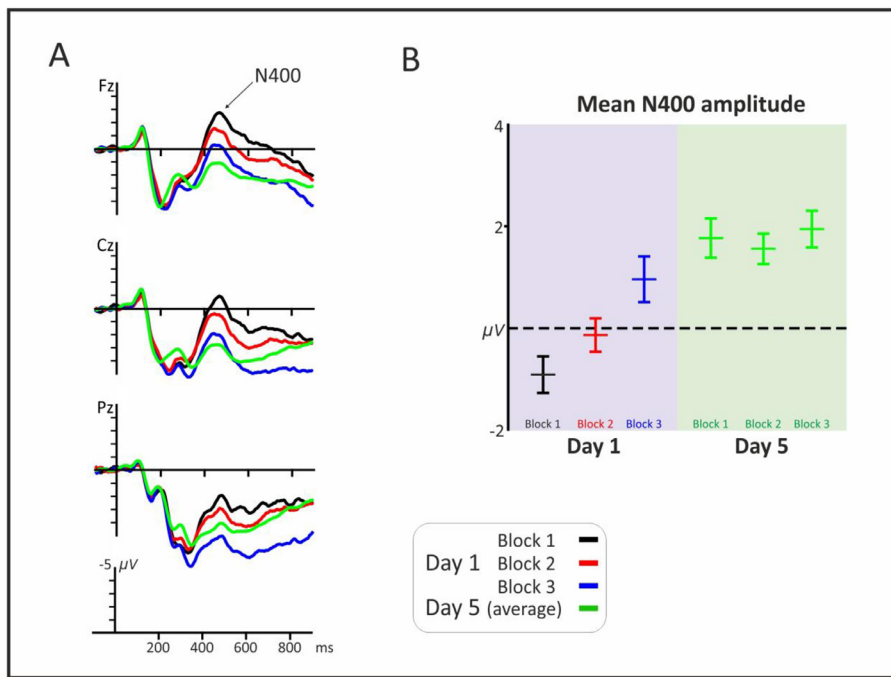 A
Fz
N400
Cz
Pz
-5 µV
200 400 600 800 ms
B
Mean N400 amplitude
4
2
µV
-2
Block 1 Block 2 Block 3 Block 1 Block 2 Block 3
Day 1 Day 5
Block 1
Day 1 Block 2
Block 3
Day 5 (average)